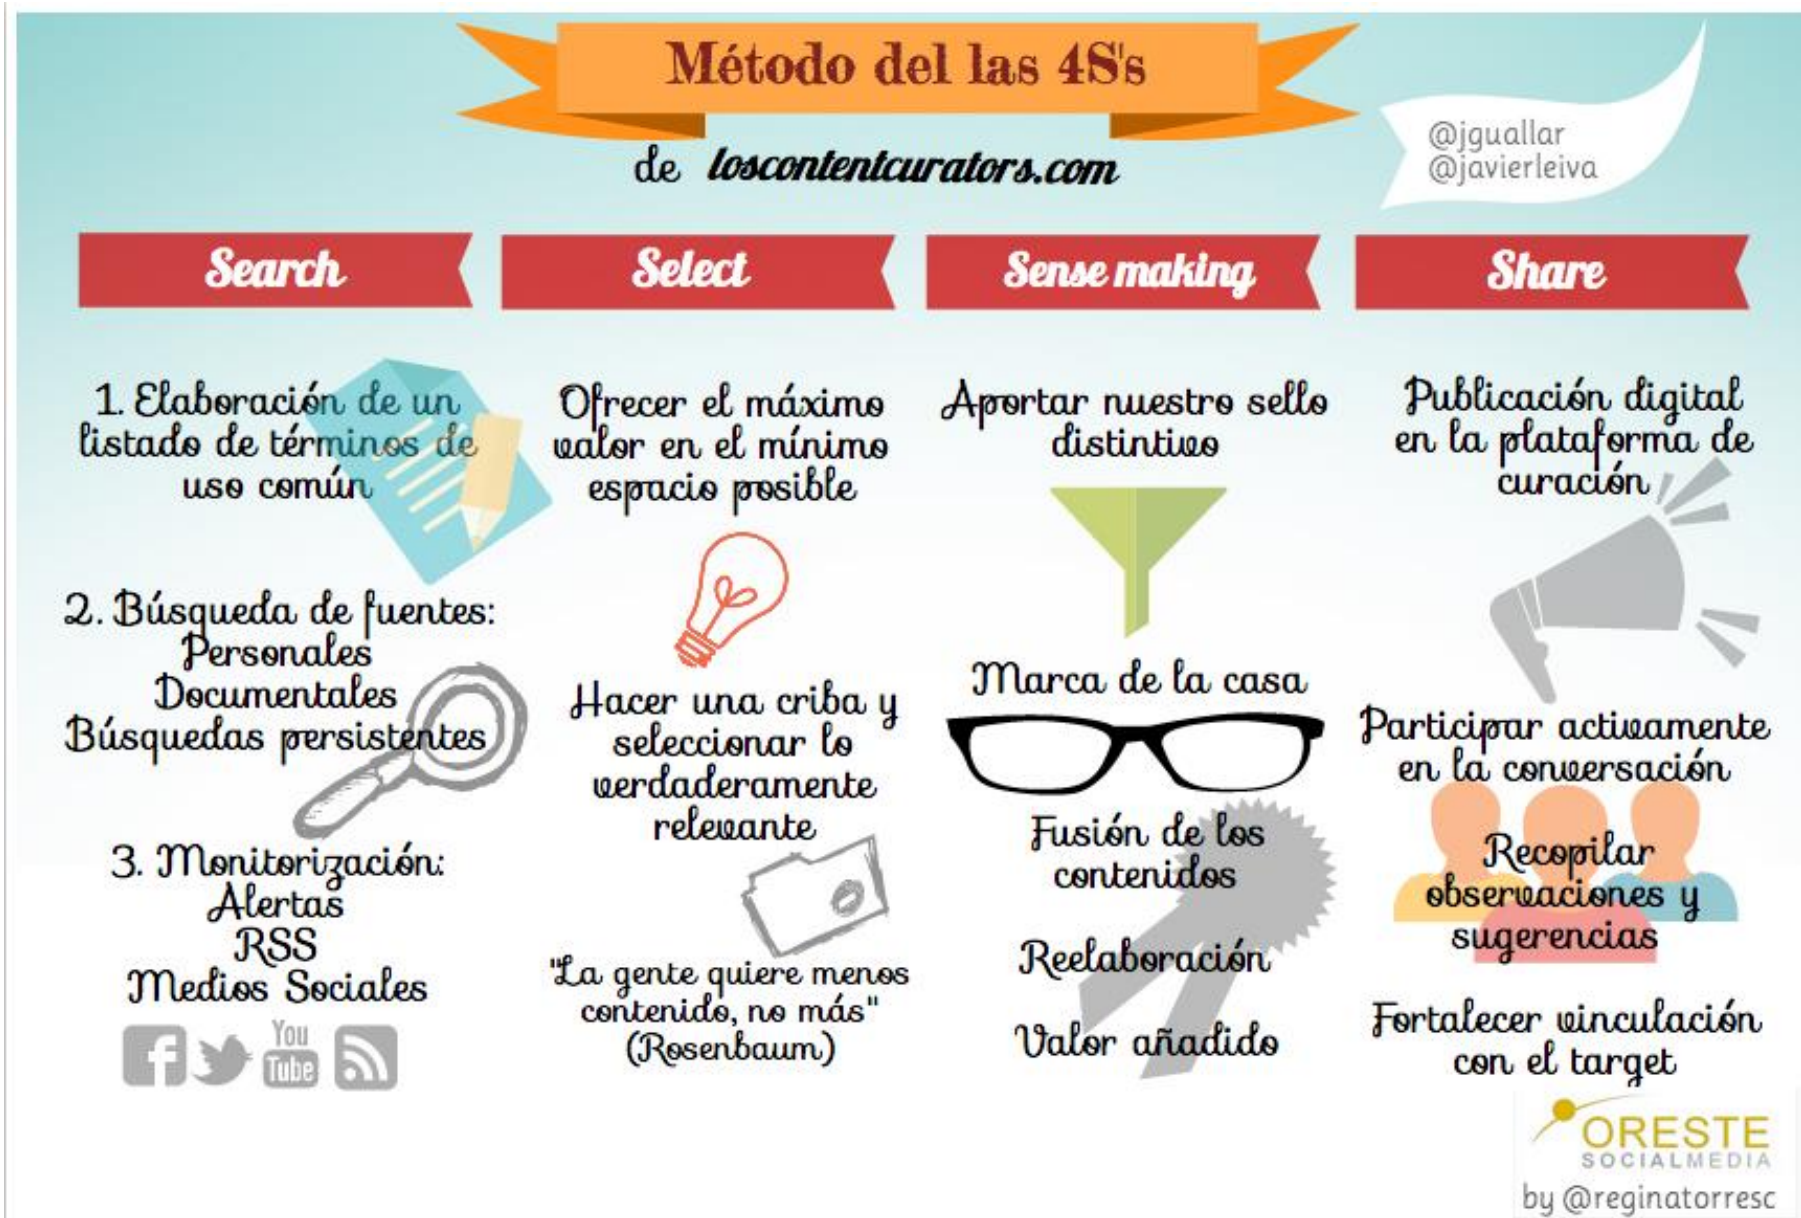 Método del las 4S's
de loscontentcurators.com
@jguallar
@javierleiva
Search
1. Elaboración de un
listado de términos de
uso común
2. Búsqueda de fuentes:
Personales
Documentales
Búsquedas persistentes
3. Monitorización:
Alertas
RSS
Medios Sociales
f
You
Tube
Select
Ofrecer el máximo
valor en el mínimo
espacio posible
Hacer una criba y
seleccionar lo
verdaderamente
relevante
"La gente quiere menos
contenido, no más"
(Rosenbaum)
Sense making
Aportar nuestro sello
distintivo
Marca de la casa
Fusión de los
contenidos
Reelaboración
Valor añadido
Share
Publicación digital
en la plataforma de
curación
Participar activamente
en la conversación
Recopilar
observaciones y
sugerencias
Fortalecer vinculación
con el target
ORESTE
SOCIALMEDIA
by @reginatorresc